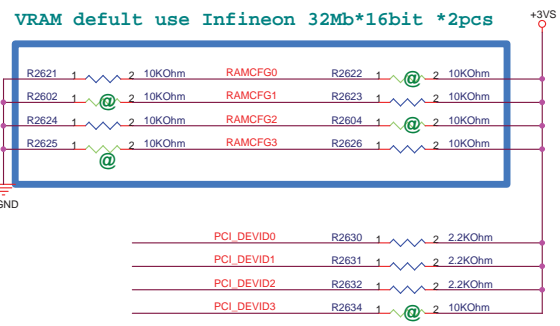 VRAM defult use Infineon 32Mb*16bit *2pcs
+3VS
R2621 1 2 10KOhm RAMCFG0 R2622 1 @ 2 10KOhm
R2602 1 @ 2 10KOhm RAMCFG1 R2623 1 2 10KOhm
R2624 1 2 10KOhm RAMCFG2 R2604 1 @ 2 10KOhm
R2625 1 @ 2 10KOhm RAMCFG3 R2626 1 2 10KOhm
GND
PCI_DEVID0 R2630 1 2 2.2KOhm
PCI_DEVID1 R2631 1 2 2.2KOhm
PCI_DEVID2 R2632 1 2 2.2KOhm
PCI_DEVID3 R2634 1 @ 2 10KOhm